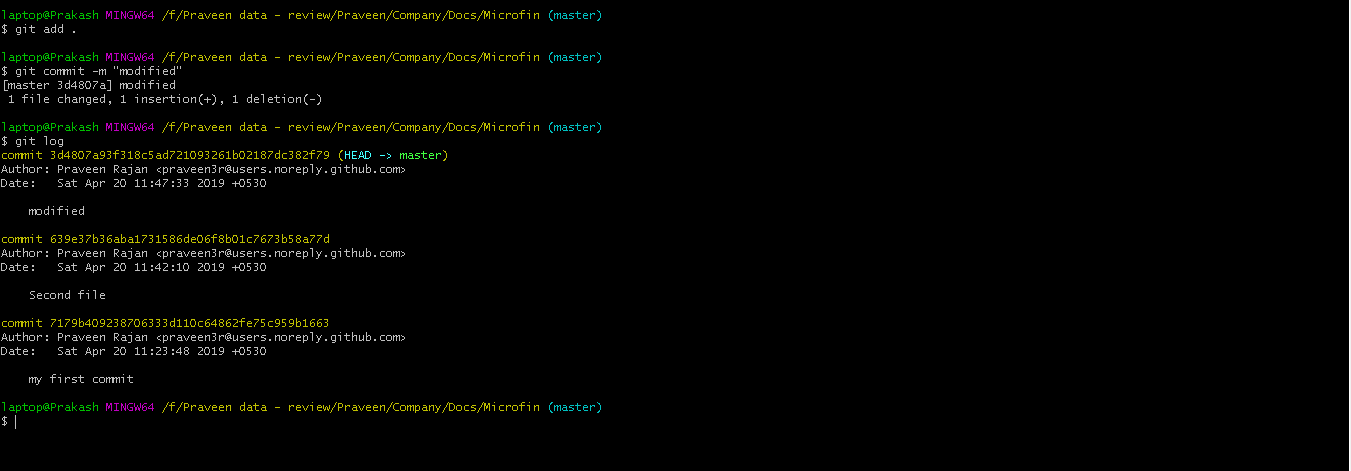 laptop@Prakash MINGW64 /f/Praveen data - review/Praveen/Company/Docs/Microfin (master)
$ git add .
laptop@Prakash MINGW64 /f/Praveen data - review/Praveen/Company/Docs/Microfin (master)
$ git commit -m "modified"
[master 3d4807a] modified
 1 file changed, 1 insertion(+), 1 deletion(-)
laptop@Prakash MINGW64 /f/Praveen data - review/Praveen/Company/Docs/Microfin (master)
$ git log
commit 3d4807a93f318c5ad721093261b02187dc382f79 (HEAD -> master)
Author: Praveen Rajan <praveen3r@users.noreply.github.com>
Date:   Sat Apr 20 11:47:33 2019 +0530
    modified
commit 639e37b36aba1731586de06f8b01c7673b58a77d
Author: Praveen Rajan <praveen3r@users.noreply.github.com>
Date:   Sat Apr 20 11:42:10 2019 +0530
    Second file
commit 7179b409238706333d110c64862fe75c959b1663
Author: Praveen Rajan <praveen3r@users.noreply.github.com>
Date:   Sat Apr 20 11:23:48 2019 +0530
    my first commit
laptop@Prakash MINGW64 /f/Praveen data - review/Praveen/Company/Docs/Microfin (master)
$